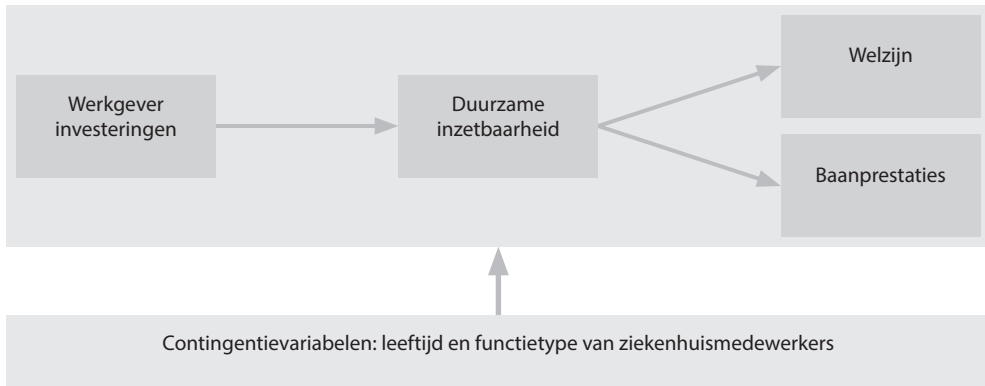 Werkgever
investeringen
Duurzame
inzetbaarheid
Welzijn
Baanprestaties
Contingentievariabelen: leeftijd en functietype van ziekenhuismedewerkers